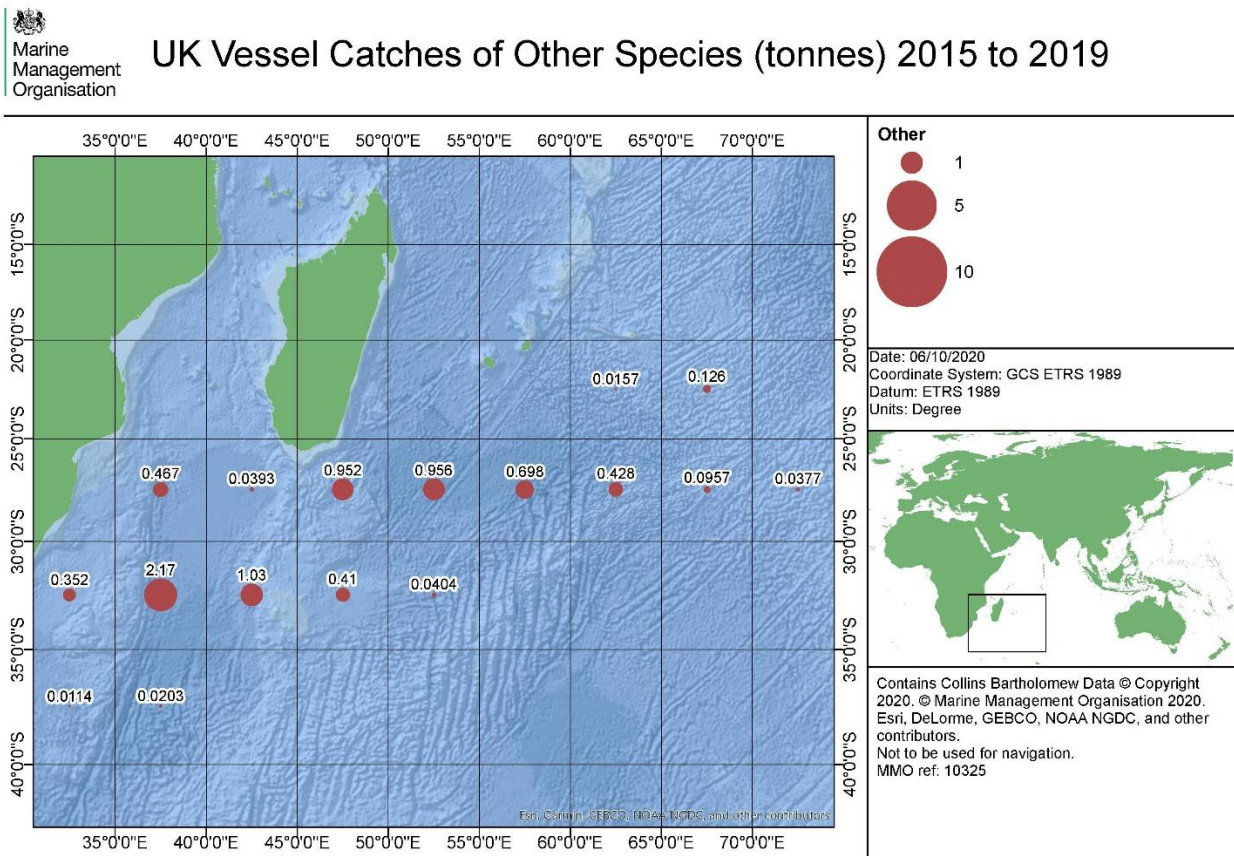 Marine
Management
Organisation
UK Vessel Catches of Other Species (tonnes) 2015 to 2019
35°0'0"E 40°0'0"E 45°0'0"E 50°0'0"E 55°0'0"E 60°0'0"E 65°0'0"E 70°0'0"E
15°0'0"S 15°0'0"S
20°0'0"S 20°0'0"S
0.0157 0.126
25°0'0"S 25°0'0"S
0.467 0.0393 0.952 0.956 0.698 0.428 0.0957 0.0377
30°0'0"S 30°0'0"S
0.352 2.17 1.03 0.41 0.0404
35°0'0"S 35°0'0"S
0.0114 0.0203
40°0'0"S 40°0'0"S
Esri, Garmin, GEBCO, NOAA NGDC, and other contributors
35°0'0"E 40°0'0"E 45°0'0"E 50°0'0"E 55°0'0"E 60°0'0"E 65°0'0"E 70°0'0"E
Other
1
5
10
Date: 06/10/2020
Coordinate System: GCS ETRS 1989
Datum: ETRS 1989
Units: Degree
Contains Collins Bartholomew Data © Copyright
2020. © Marine Management Organisation 2020.
Esri, DeLorme, GEBCO, NOAA NGDC, and other
contributors.
Not to be used for navigation.
MMO ref: 10325